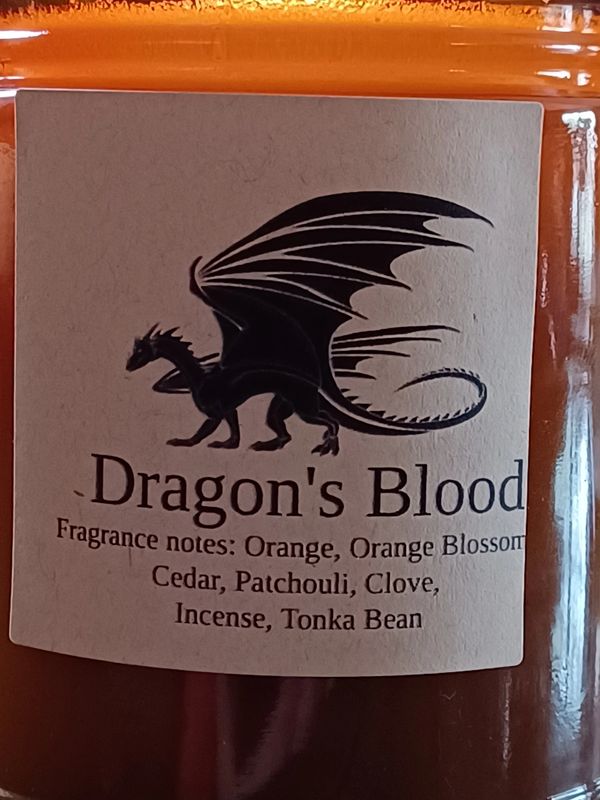 Dragon's Blood
Fragrance notes: Orange, Orange Blossom
Cedar, Patchouli, Clove,
Incense, Tonka Bean